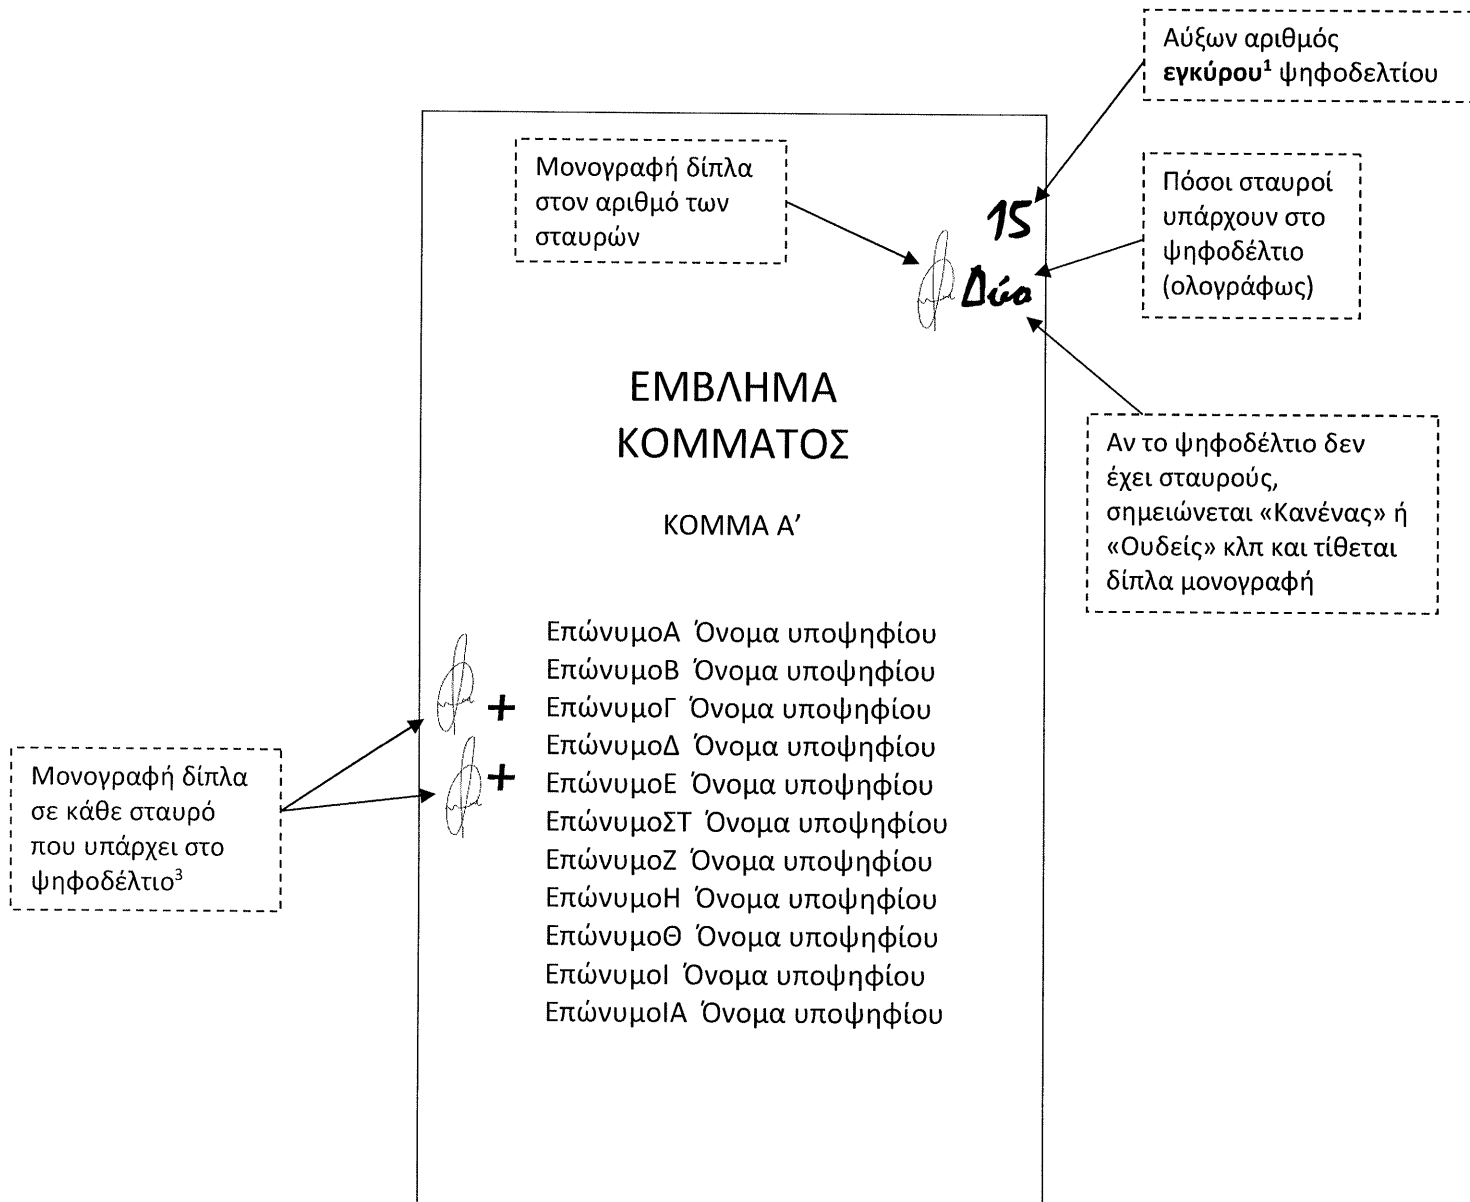 Αύξων αριθμός
εγκύρου¹ ψηφοδελτίου
Μονογραφή δίπλα
στον αριθμό των
σταυρών
15
Δύο
Πόσοι σταυροί
υπάρχουν στο
ψηφοδέλτιο
(ολογράφως)
ΕΜΒΛΗΜΑ
ΚΟΜΜΑΤΟΣ
ΚΟΜΜΑ Α’
Αν το ψηφοδέλτιο δεν
έχει σταυρούς,
σημειώνεται «Κανένας» ή
«Ουδείς» κλπ και τίθεται
δίπλα μονογραφή
ΕπώνυμοΑ Όνομα υποψηφίου
ΕπώνυμοΒ Όνομα υποψηφίου
+ ΕπώνυμοΓ Όνομα υποψηφίου
ΕπώνυμοΔ Όνομα υποψηφίου
+ ΕπώνυμοΕ Όνομα υποψηφίου
ΕπώνυμοΣΤ Όνομα υποψηφίου
ΕπώνυμοΖ Όνομα υποψηφίου
ΕπώνυμοΗ Όνομα υποψηφίου
ΕπώνυμοΘ Όνομα υποψηφίου
ΕπώνυμοΙ Όνομα υποψηφίου
ΕπώνυμοΙΑ Όνομα υποψηφίου
Μονογραφή δίπλα
σε κάθε σταυρό
που υπάρχει στο
ψηφοδέλτιο³